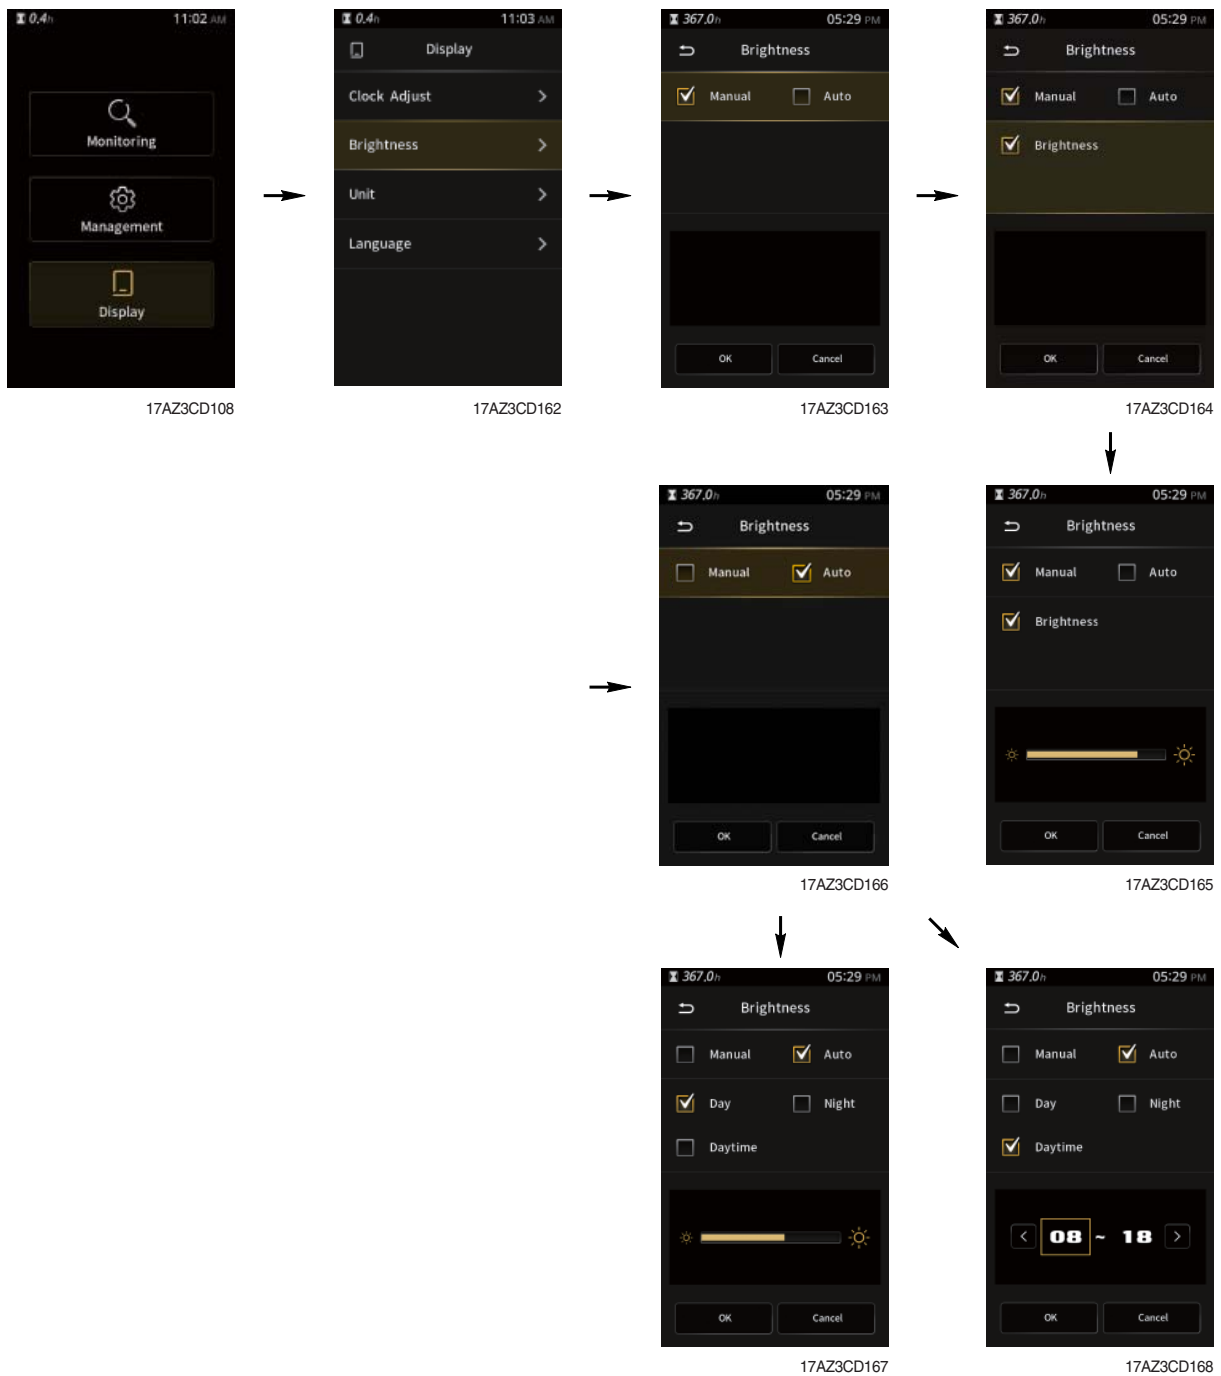 0.4h 11:02 AM
Monitoring
Management
Display
17AZ3CD108
0.4h 11:03 AM
Display
Clock Adjust
Brightness
Unit
Language
17AZ3CD162
367.0h 05:29 PM
Brightness
Manual Auto
OK Cancel
17AZ3CD163
367.0h 05:29 PM
Brightness
Manual Auto
Brightness
OK Cancel
17AZ3CD164
367.0h 05:29 PM
Brightness
Manual Auto
OK Cancel
17AZ3CD166
367.0h 05:29 PM
Brightness
Manual Auto
Brightness
OK Cancel
17AZ3CD165
367.0h 05:29 PM
Brightness
Manual Auto
Day Night
Daytime
OK Cancel
17AZ3CD167
367.0h 05:29 PM
Brightness
Manual Auto
Day Night
Daytime
08 ~ 18
OK Cancel
17AZ3CD168